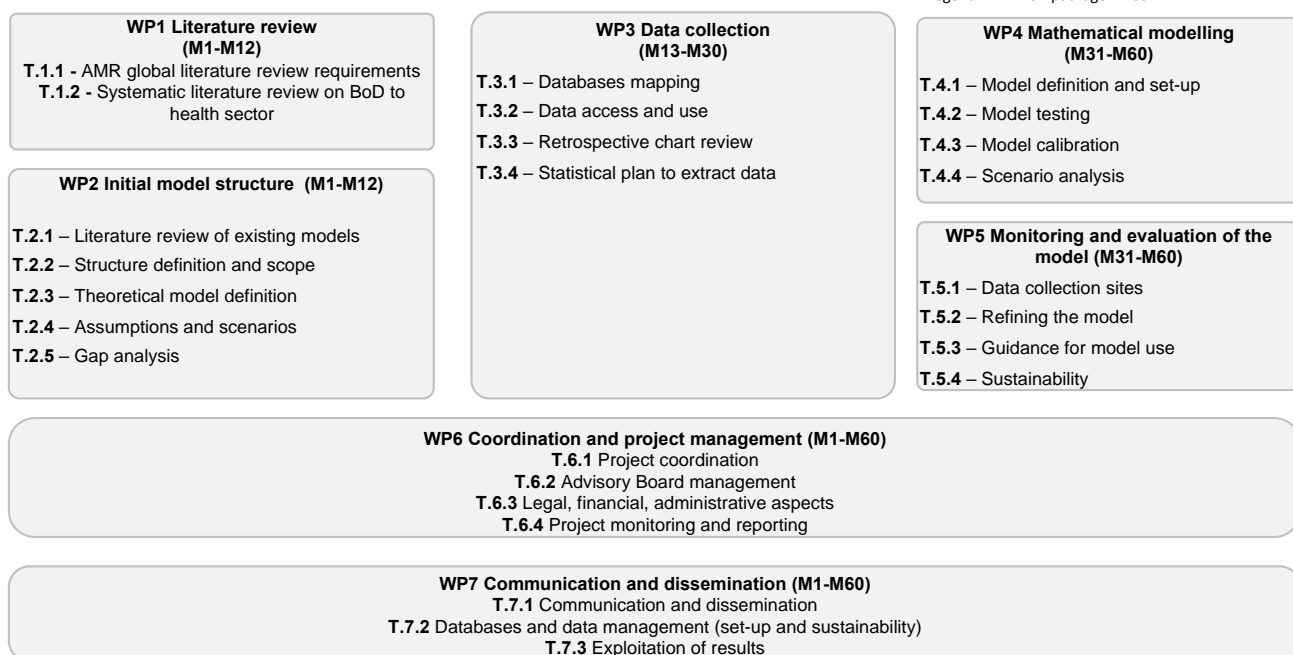 WP1 Literature review
(M1-M12)
T.1.1 - AMR global literature review requirements
T.1.2 - Systematic literature review on BoD to
health sector
WP2 Initial model structure (M1-M12)
T.2.1 – Literature review of existing models
T.2.2 – Structure definition and scope
T.2.3 – Theoretical model definition
T.2.4 – Assumptions and scenarios
T.2.5 – Gap analysis
WP3 Data collection
(M13-M30)
T.3.1 – Databases mapping
T.3.2 – Data access and use
T.3.3 – Retrospective chart review
T.3.4 – Statistical plan to extract data
WP4 Mathematical modelling
(M31-M60)
T.4.1 – Model definition and set-up
T.4.2 – Model testing
T.4.3 – Model calibration
T.4.4 – Scenario analysis
WP5 Monitoring and evaluation of the
model (M31-M60)
T.5.1 – Data collection sites
T.5.2 – Refining the model
T.5.3 – Guidance for model use
T.5.4 – Sustainability
WP6 Coordination and project management (M1-M60)
T.6.1 Project coordination
T.6.2 Advisory Board management
T.6.3 Legal, financial, administrative aspects
T.6.4 Project monitoring and reporting
WP7 Communication and dissemination (M1-M60)
T.7.1 Communication and dissemination
T.7.2 Databases and data management (set-up and sustainability)
T.7.3 Exploitation of results